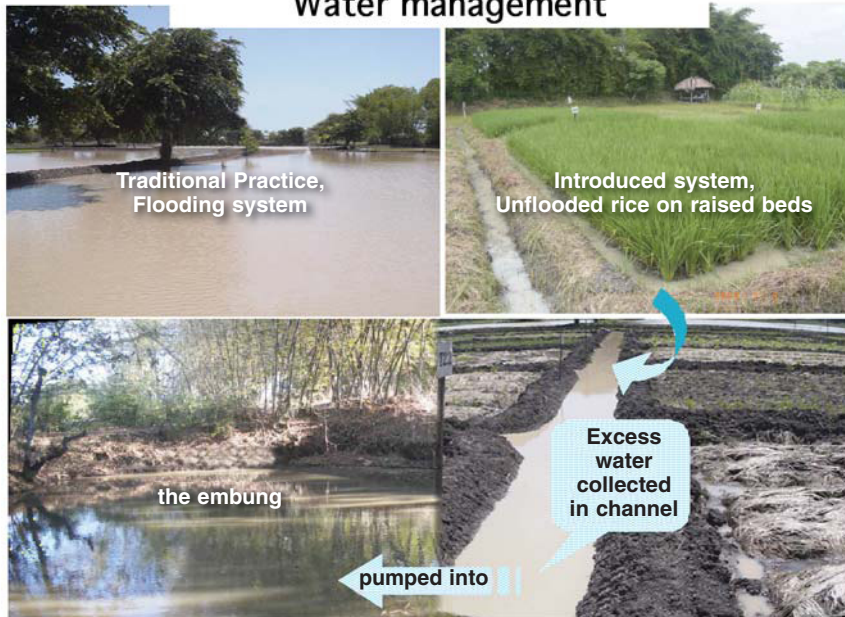 Water management
Traditional Practice,
Flooding system
Introduced system,
Unflooded rice on raised beds
Excess
water
collected
in channel
the embung
pumped into